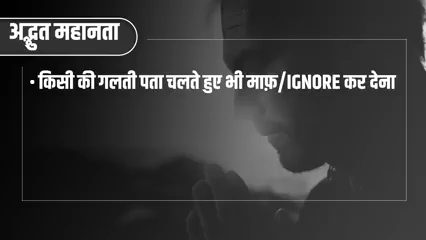 अद्भुत महानता
• किसी की गलती पता चलते हुए भी माफ़/IGNORE कर देना